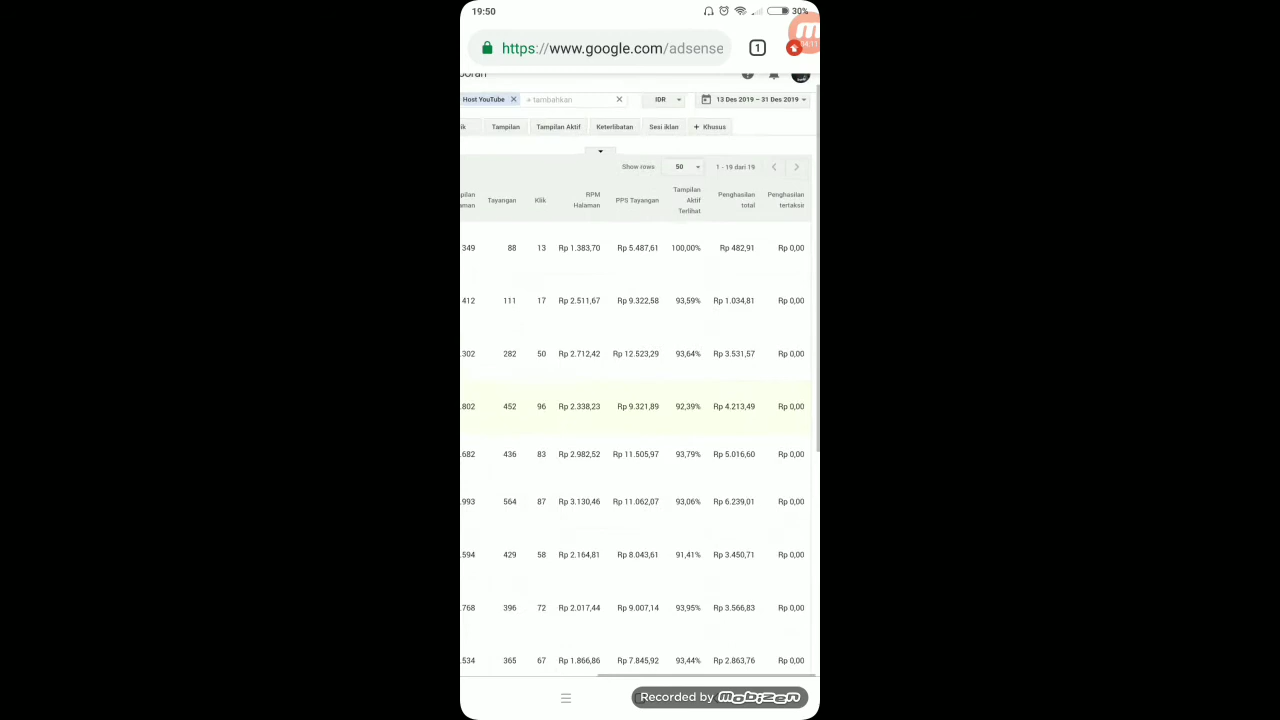 19:50 30%
04:11
https://www.google.com/adsense 1
Host YouTube × + tambahkan × IDR 13 Des 2019 – 31 Des 2019
Tampilan Tampilan Aktif Keterlibatan Sesi iklan + Khusus
Show rows 50 1 - 19 dari 19
Tayangan Klik RPM Halaman PPS Tayangan Tampilan Aktif Terlihat Penghasilan total Penghasilan tertaksir
.349 88 13 Rp 1.383,70 Rp 5.487,61 100,00% Rp 482,91 Rp 0,00
.412 111 17 Rp 2.511,67 Rp 9.322,58 93,59% Rp 1.034,81 Rp 0,00
.302 282 50 Rp 2.712,42 Rp 12.523,29 93,64% Rp 3.531,57 Rp 0,00
.802 452 96 Rp 2.338,23 Rp 9.321,89 92,39% Rp 4.213,49 Rp 0,00
.682 436 83 Rp 2.982,52 Rp 11.505,97 93,79% Rp 5.016,60 Rp 0,00
.993 564 87 Rp 3.130,46 Rp 11.062,07 93,06% Rp 6.239,01 Rp 0,00
.594 429 58 Rp 2.164,81 Rp 8.043,61 91,41% Rp 3.450,71 Rp 0,00
.768 396 72 Rp 2.017,44 Rp 9.007,14 93,95% Rp 3.566,83 Rp 0,00
.534 365 67 Rp 1.866,86 Rp 7.845,92 93,44% Rp 2.863,76 Rp 0,00
Recorded by mobizen